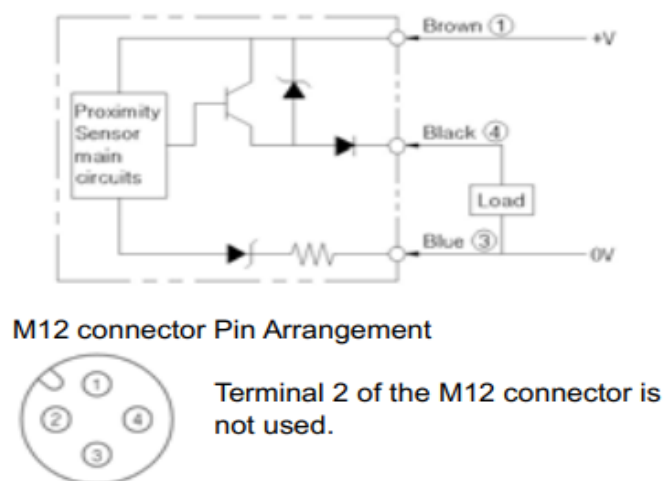 Brown ①
+V
Proximity
Sensor
main
circuits
Black ④
Load
Blue ③
0V
M12 connector Pin Arrangement
①
② ④
③
Terminal 2 of the M12 connector is
not used.